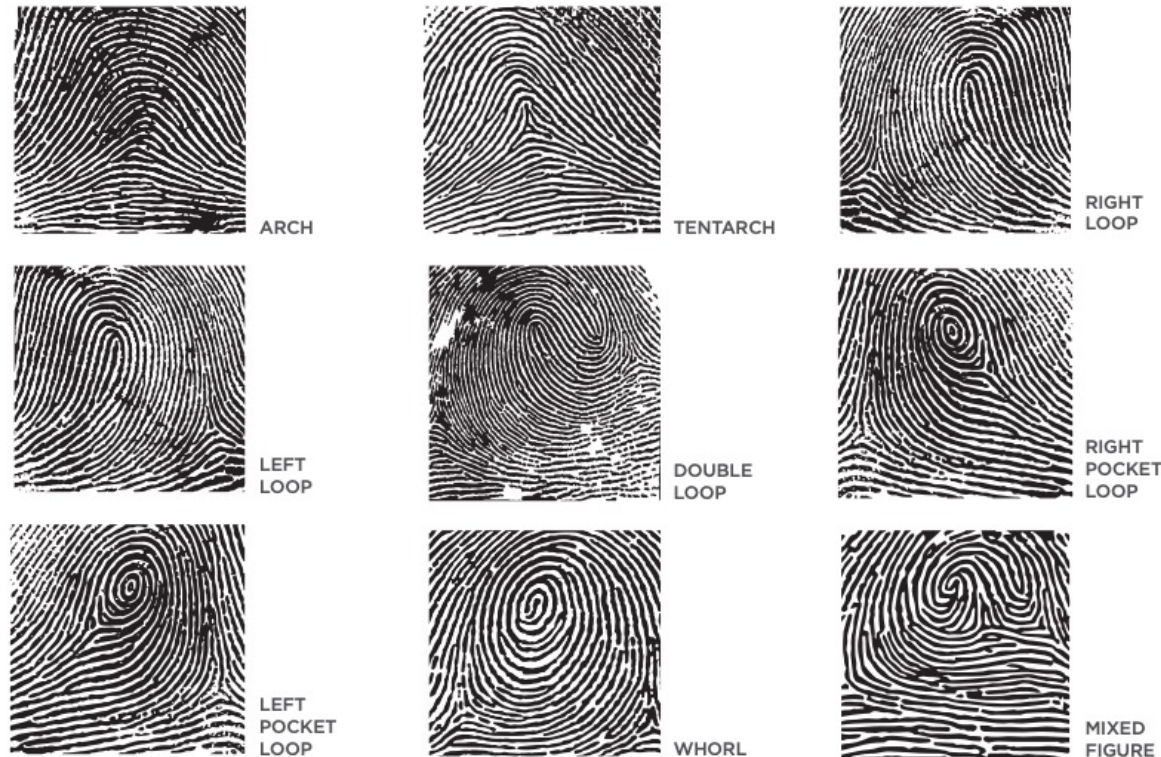 ARCH
TENTARCH
RIGHT
LOOP
LEFT
LOOP
DOUBLE
LOOP
RIGHT
POCKET
LOOP
LEFT
POCKET
LOOP
WHORL
MIXED
FIGURE